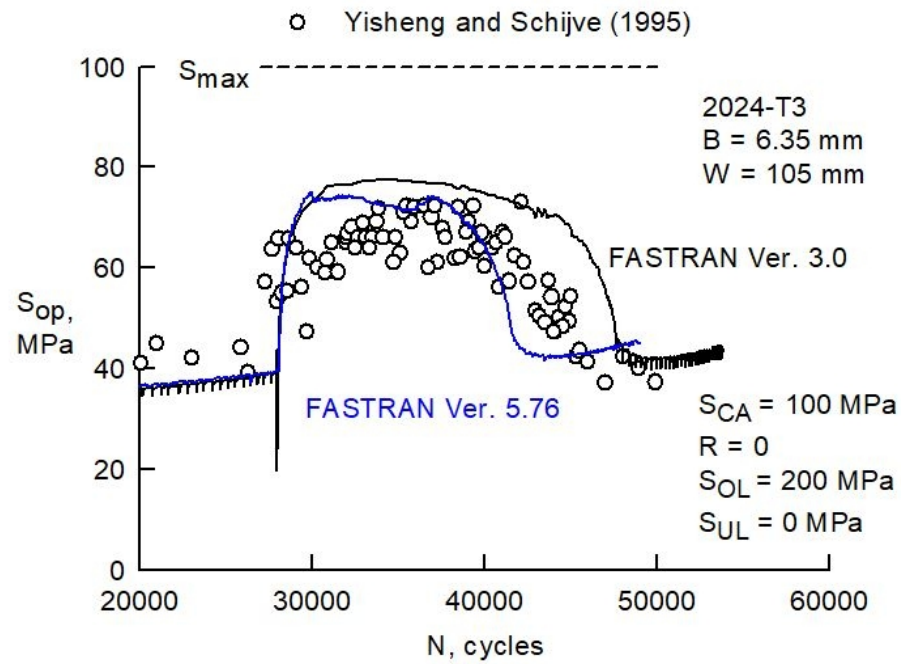 Yisheng and Schijve (1995)
100
Smax
2024-T3
B = 6.35 mm
W = 105 mm
80
FASTRAN Ver. 3.0
60
Sop,
MPa
40
FASTRAN Ver. 5.76
SCA = 100 MPa
R = 0
SOL = 200 MPa
SUL = 0 MPa
20
0
20000 30000 40000 50000 60000
N, cycles